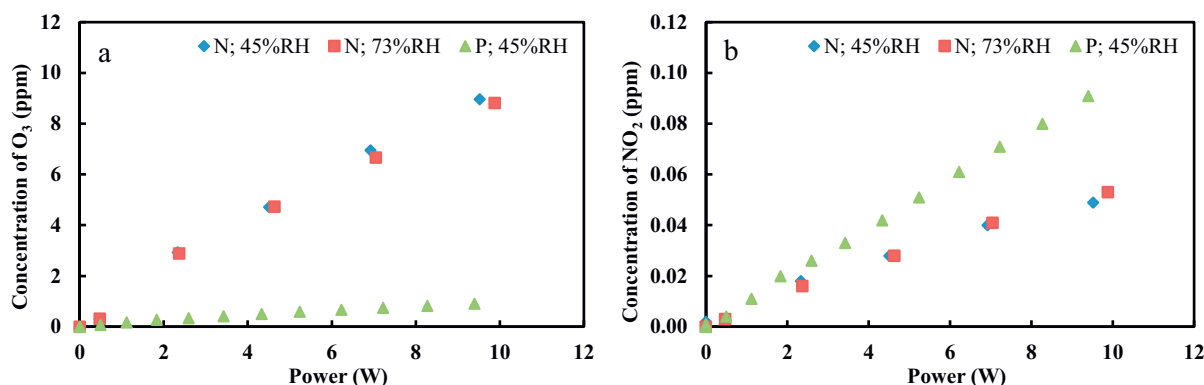 a
N; 45%RH N; 73%RH P; 45%RH
12
10
8
6
4
2
0
0 2 4 6 8 10 12
Concentration of O3 (ppm)
Power (W)
b
N; 45%RH N; 73%RH P; 45%RH
0.12
0.10
0.08
0.06
0.04
0.02
0.00
0 2 4 6 8 10 12
Concentration of NO2 (ppm)
Power (W)